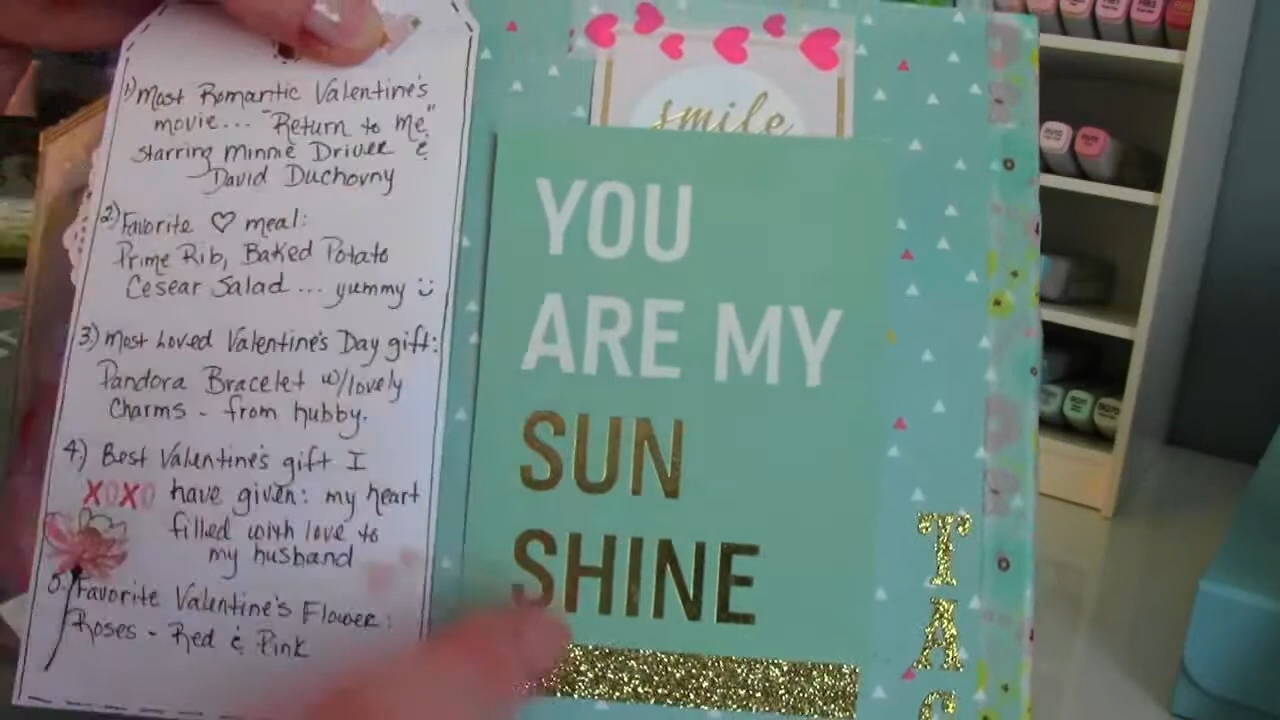 1) Most Romantic Valentine's
movie... "Return to Me"
starring Minnie Driver &
David Duchovny
2) Favorite ♡ meal:
Prime Rib, Baked Potato
Cesear Salad ... yummy
3.) Most Loved Valentine's Day gift:
Pandora Bracelet w/lovely
Charms - from hubby.
4.) Best Valentine's gift I
XOXO have given: my heart
filled with love to
my husband
5. Favorite Valentine's Flower:
Roses - Red & Pink
smile
YOU
ARE MY
SUN
SHINE
TAG